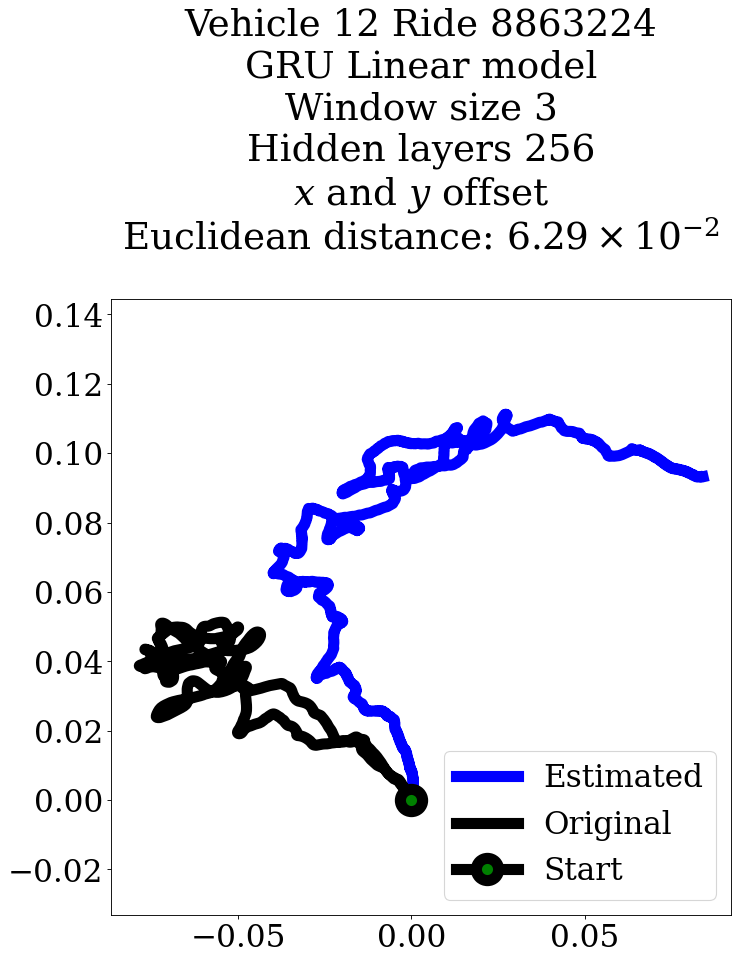 Vehicle 12 Ride 8863224
GRU Linear model
Window size 3
Hidden layers 256
x and y offset
Euclidean distance: 6.29 × 10⁻²
0.14
0.12
0.10
0.08
0.06
0.04
0.02
0.00
−0.02
Estimated
Original
Start
−0.05 0.00 0.05